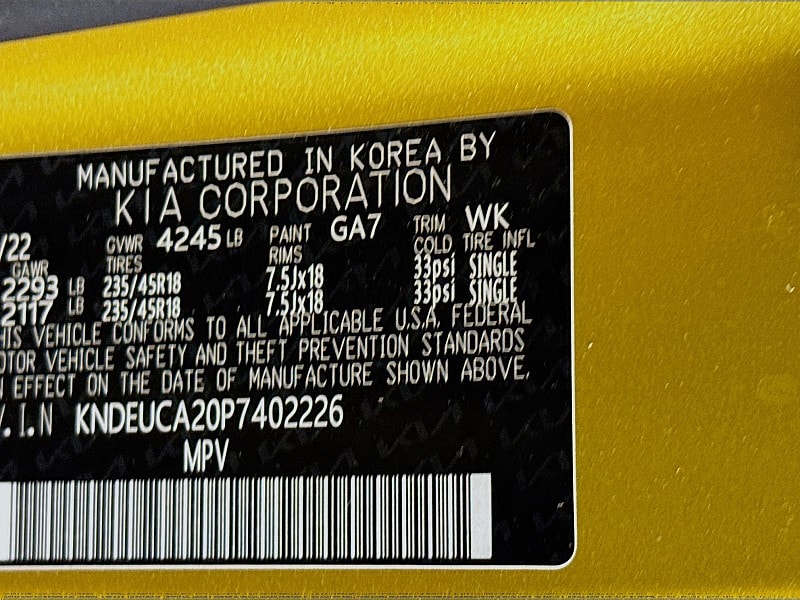 MANUFACTURED IN KOREA BY
KIA CORPORATION
/22 GVWR 4245 LB PAINT GA7 TRIM WK
GAWR TIRES RIMS COLD TIRE INFL
2293 LB 235/45R18 7.5Jx18 33psi SINGLE
2117 LB 235/45R18 7.5Jx18 33psi SINGLE
HIS VEHICLE CONFORMS TO ALL APPLICABLE U.S.A. FEDERAL
OTOR VEHICLE SAFETY AND THEFT PREVENTION STANDARDS
N EFFECT ON THE DATE OF MANUFACTURE SHOWN ABOVE.
V.I.N KNDEUCA20P7402226
MPV